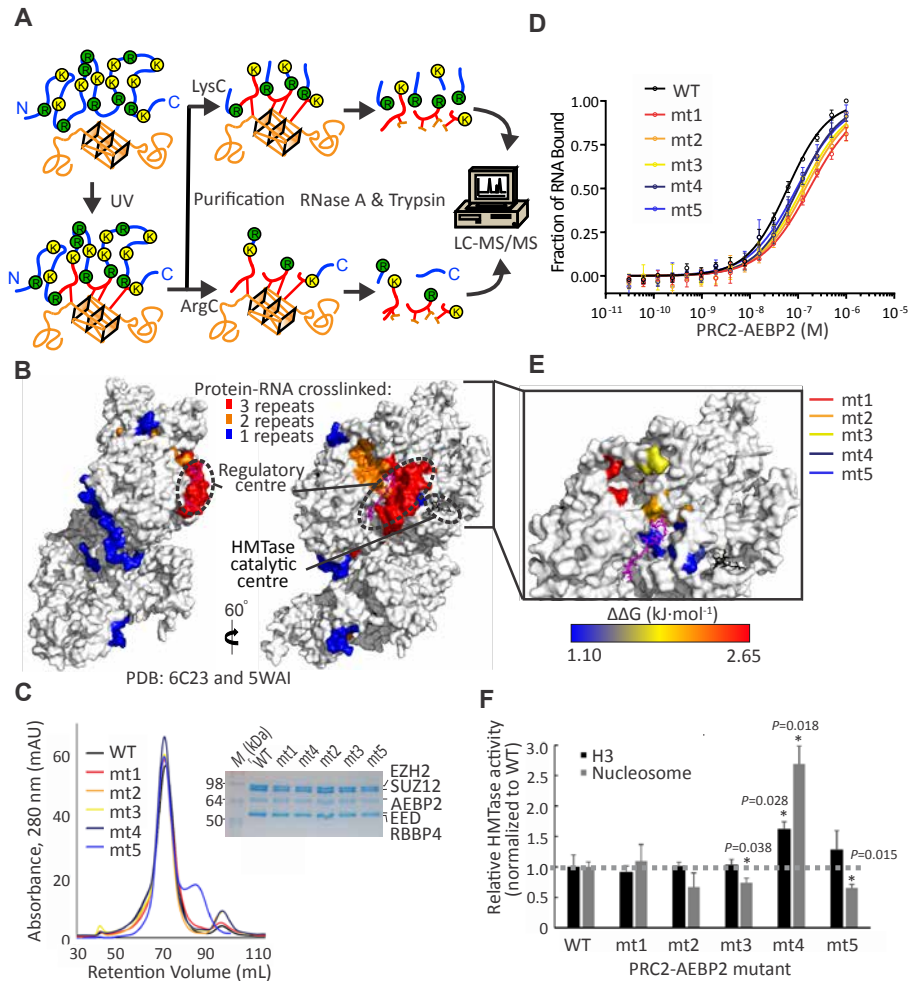 A
N
C
LysC
UV
Purification
RNase A & Trypsin
LC-MS/MS
N
C
ArgC
C
C
R
K
D
WT
mt1
mt2
mt3
mt4
mt5
Fraction of RNA Bound
1.00
0.75
0.50
0.25
0.00
10-11
10-10
10-9
10-8
10-7
10-6
10-5
PRC2-AEBP2 (M)
B
Protein-RNA crosslinked:
3 repeats
2 repeats
1 repeats
Regulatory
centre
HMTase
catalytic
centre
60°
PDB: 6C23 and 5WAI
E
mt1
mt2
mt3
mt4
mt5
ΔΔG (kJ·mol-1)
1.10
2.65
C
Absorbance, 280 nm (mAU)
60
40
20
0
30
50
70
90
110
Retention Volume (mL)
WT
mt1
mt2
mt3
mt4
mt5
M (kDa)
WT
mt1
mt4
mt2
mt3
mt5
98
64
50
EZH2
SUZ12
AEBP2
EED
RBBP4
F
Relative HMTase activity
(normalized to WT)
3.0
2.5
2.0
1.5
1.0
0.5
0
H3
Nucleosome
P=0.038
*
P=0.028
*
P=0.018
*
P=0.015
*
WT
mt1
mt2
mt3
mt4
mt5
PRC2-AEBP2 mutant